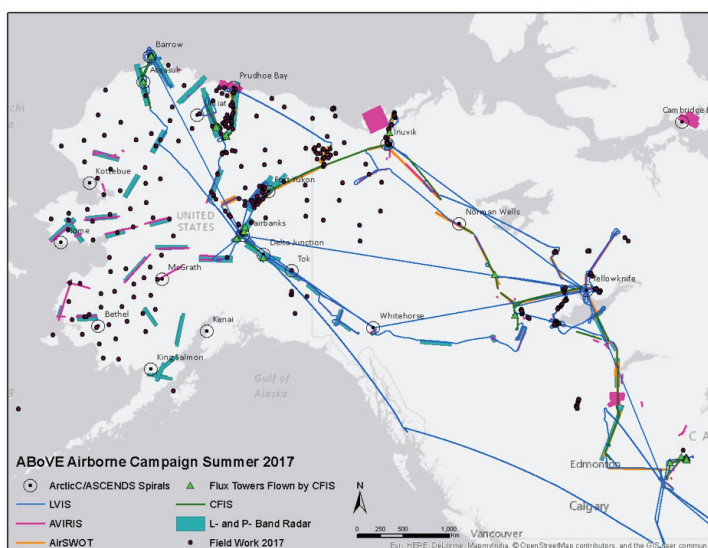 Barrow
Atqasuk
Prudhoe Bay
Cambridge B
Inuvik
Kotzebue
Fort Yukon
UNITED
STATES
Norman Wells
Nome
Fairbanks
Delta Junction
Tok
McGrath
Yellowknife
Whitehorse
Bethel
Kenai
King Salmon
Gulf of
Alaska
C A
Edmonton
Calgary
Vancouver
ABoVE Airborne Campaign Summer 2017
ArcticC/ASCENDS Spirals
Flux Towers Flown by CFIS
LVIS
CFIS
AVIRIS
L- and P- Band Radar
AirSWOT
Field Work 2017
N
0 250 500 1,000
Km
Esri, HERE, DeLorme, MapmyIndia, © OpenStreetMap contributors, and the GIS user commun